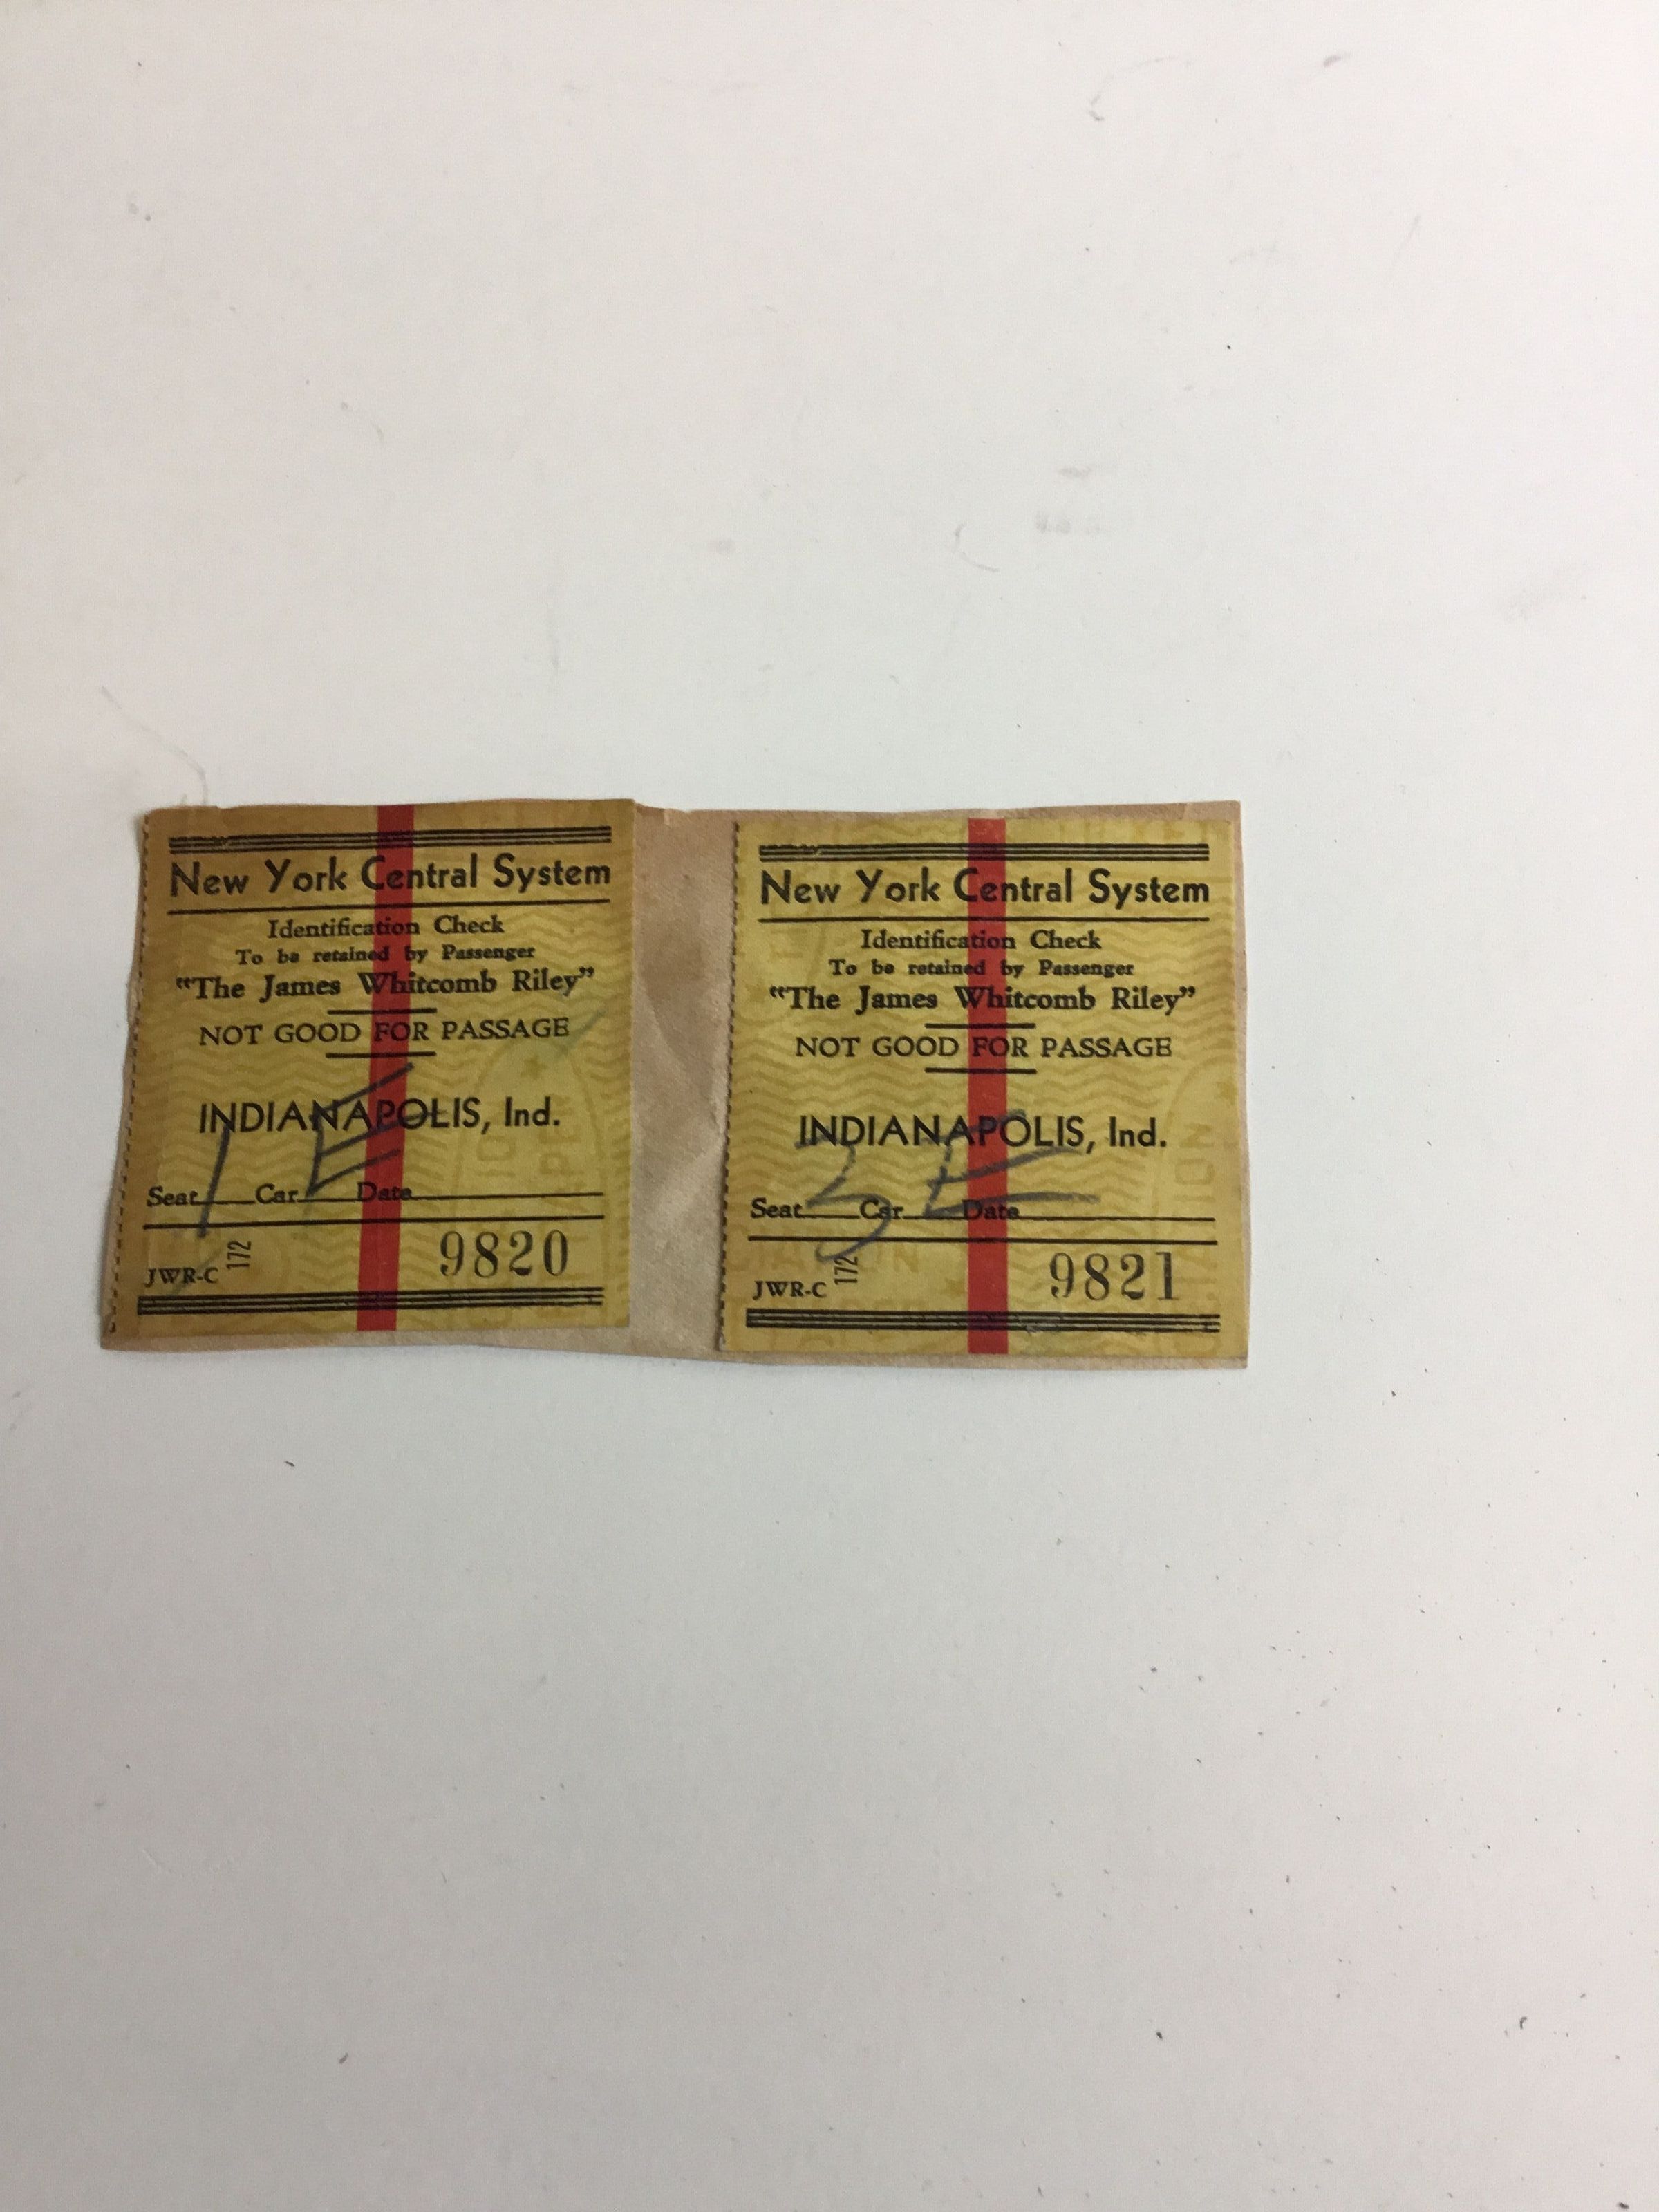 New York Central System
Identification Check
To be retained by Passenger
"The James Whitcomb Riley"
NOT GOOD FOR PASSAGE
INDIANAPOLIS, Ind.
Seat 1 Car E Date
JWR-C 172 9820
New York Central System
Identification Check
To be retained by Passenger
"The James Whitcomb Riley"
NOT GOOD FOR PASSAGE
INDIANAPOLIS, Ind.
Seat 3 Car E Date
JWR-C 172 9821